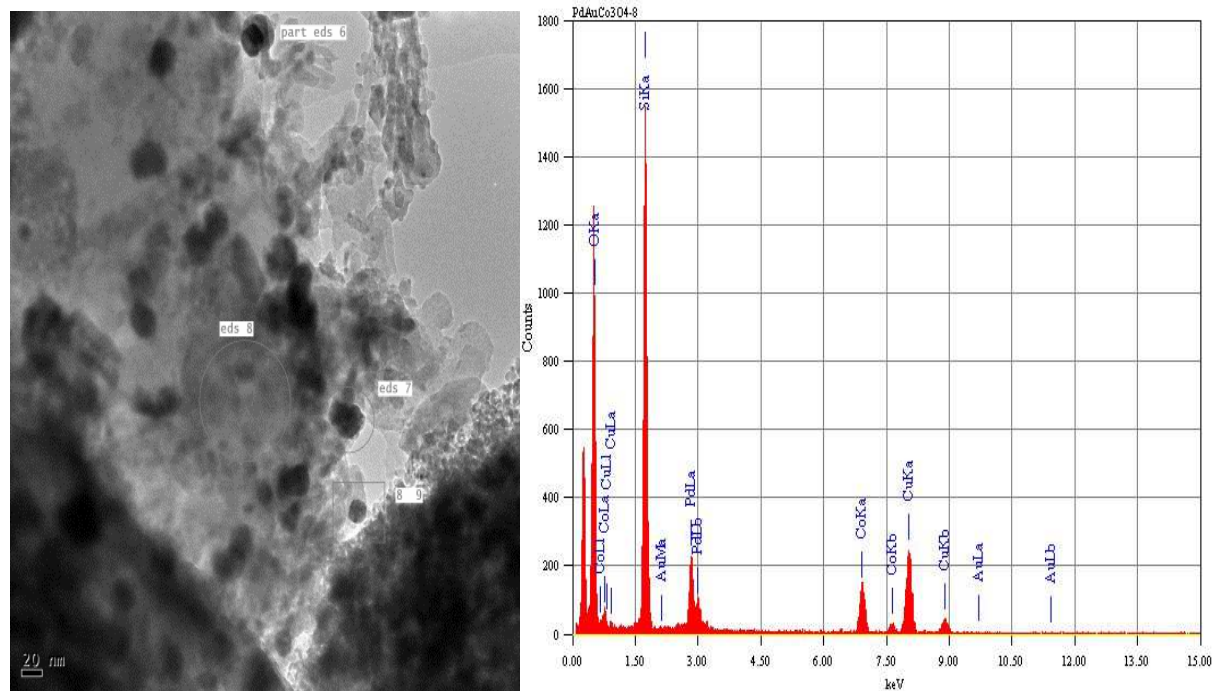 part eds 6
eds 8
eds 7
8 9
20 nm
PdAuCo3O4-8
1800
1600
1400
1200
1000
800
600
400
200
0
Counts
OKa
CoLl
CoLa
CuLl
CuLa
SiKa
AuMa
PdLa
PdLb
CoKa
CoKb
CuKa
CuKb
AuLa
AuLb
0.00 1.50 3.00 4.50 6.00 7.50 9.00 10.50 12.00 13.50 15.00
keV